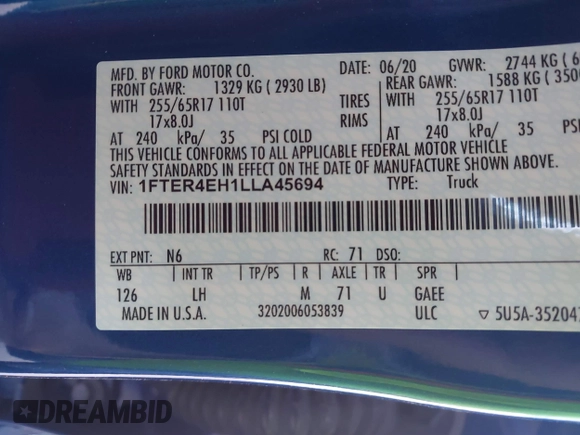 MFD. BY FORD MOTOR CO. DATE: 06/20 GVWR: 2744 KG (
FRONT GAWR: 1329 KG ( 2930 LB) REAR GAWR: 1588 KG (
WITH 255/65R17 110T TIRES WITH 255/65R17 110T
17x8.0J RIMS 17x8.0J
AT 240 kPa/ 35 PSI COLD AT 240 kPa/ 35 PSI
THIS VEHICLE CONFORMS TO ALL APPLICABLE FEDERAL MOTOR VEHICLE
SAFETY STANDARDS IN EFFECT ON THE DATE OF MANUFACTURE SHOWN ABOVE.
VIN: 1FTER4EH1LLA45694 TYPE: Truck
EXT PNT: N6 RC: 71 DSO:
WB INT TR TP/PS R AXLE TR SPR
126 LH M 71 U GAEE
MADE IN U.S.A. 3202006053839 ULC ▽ 5U5A-35204
DREAMBID